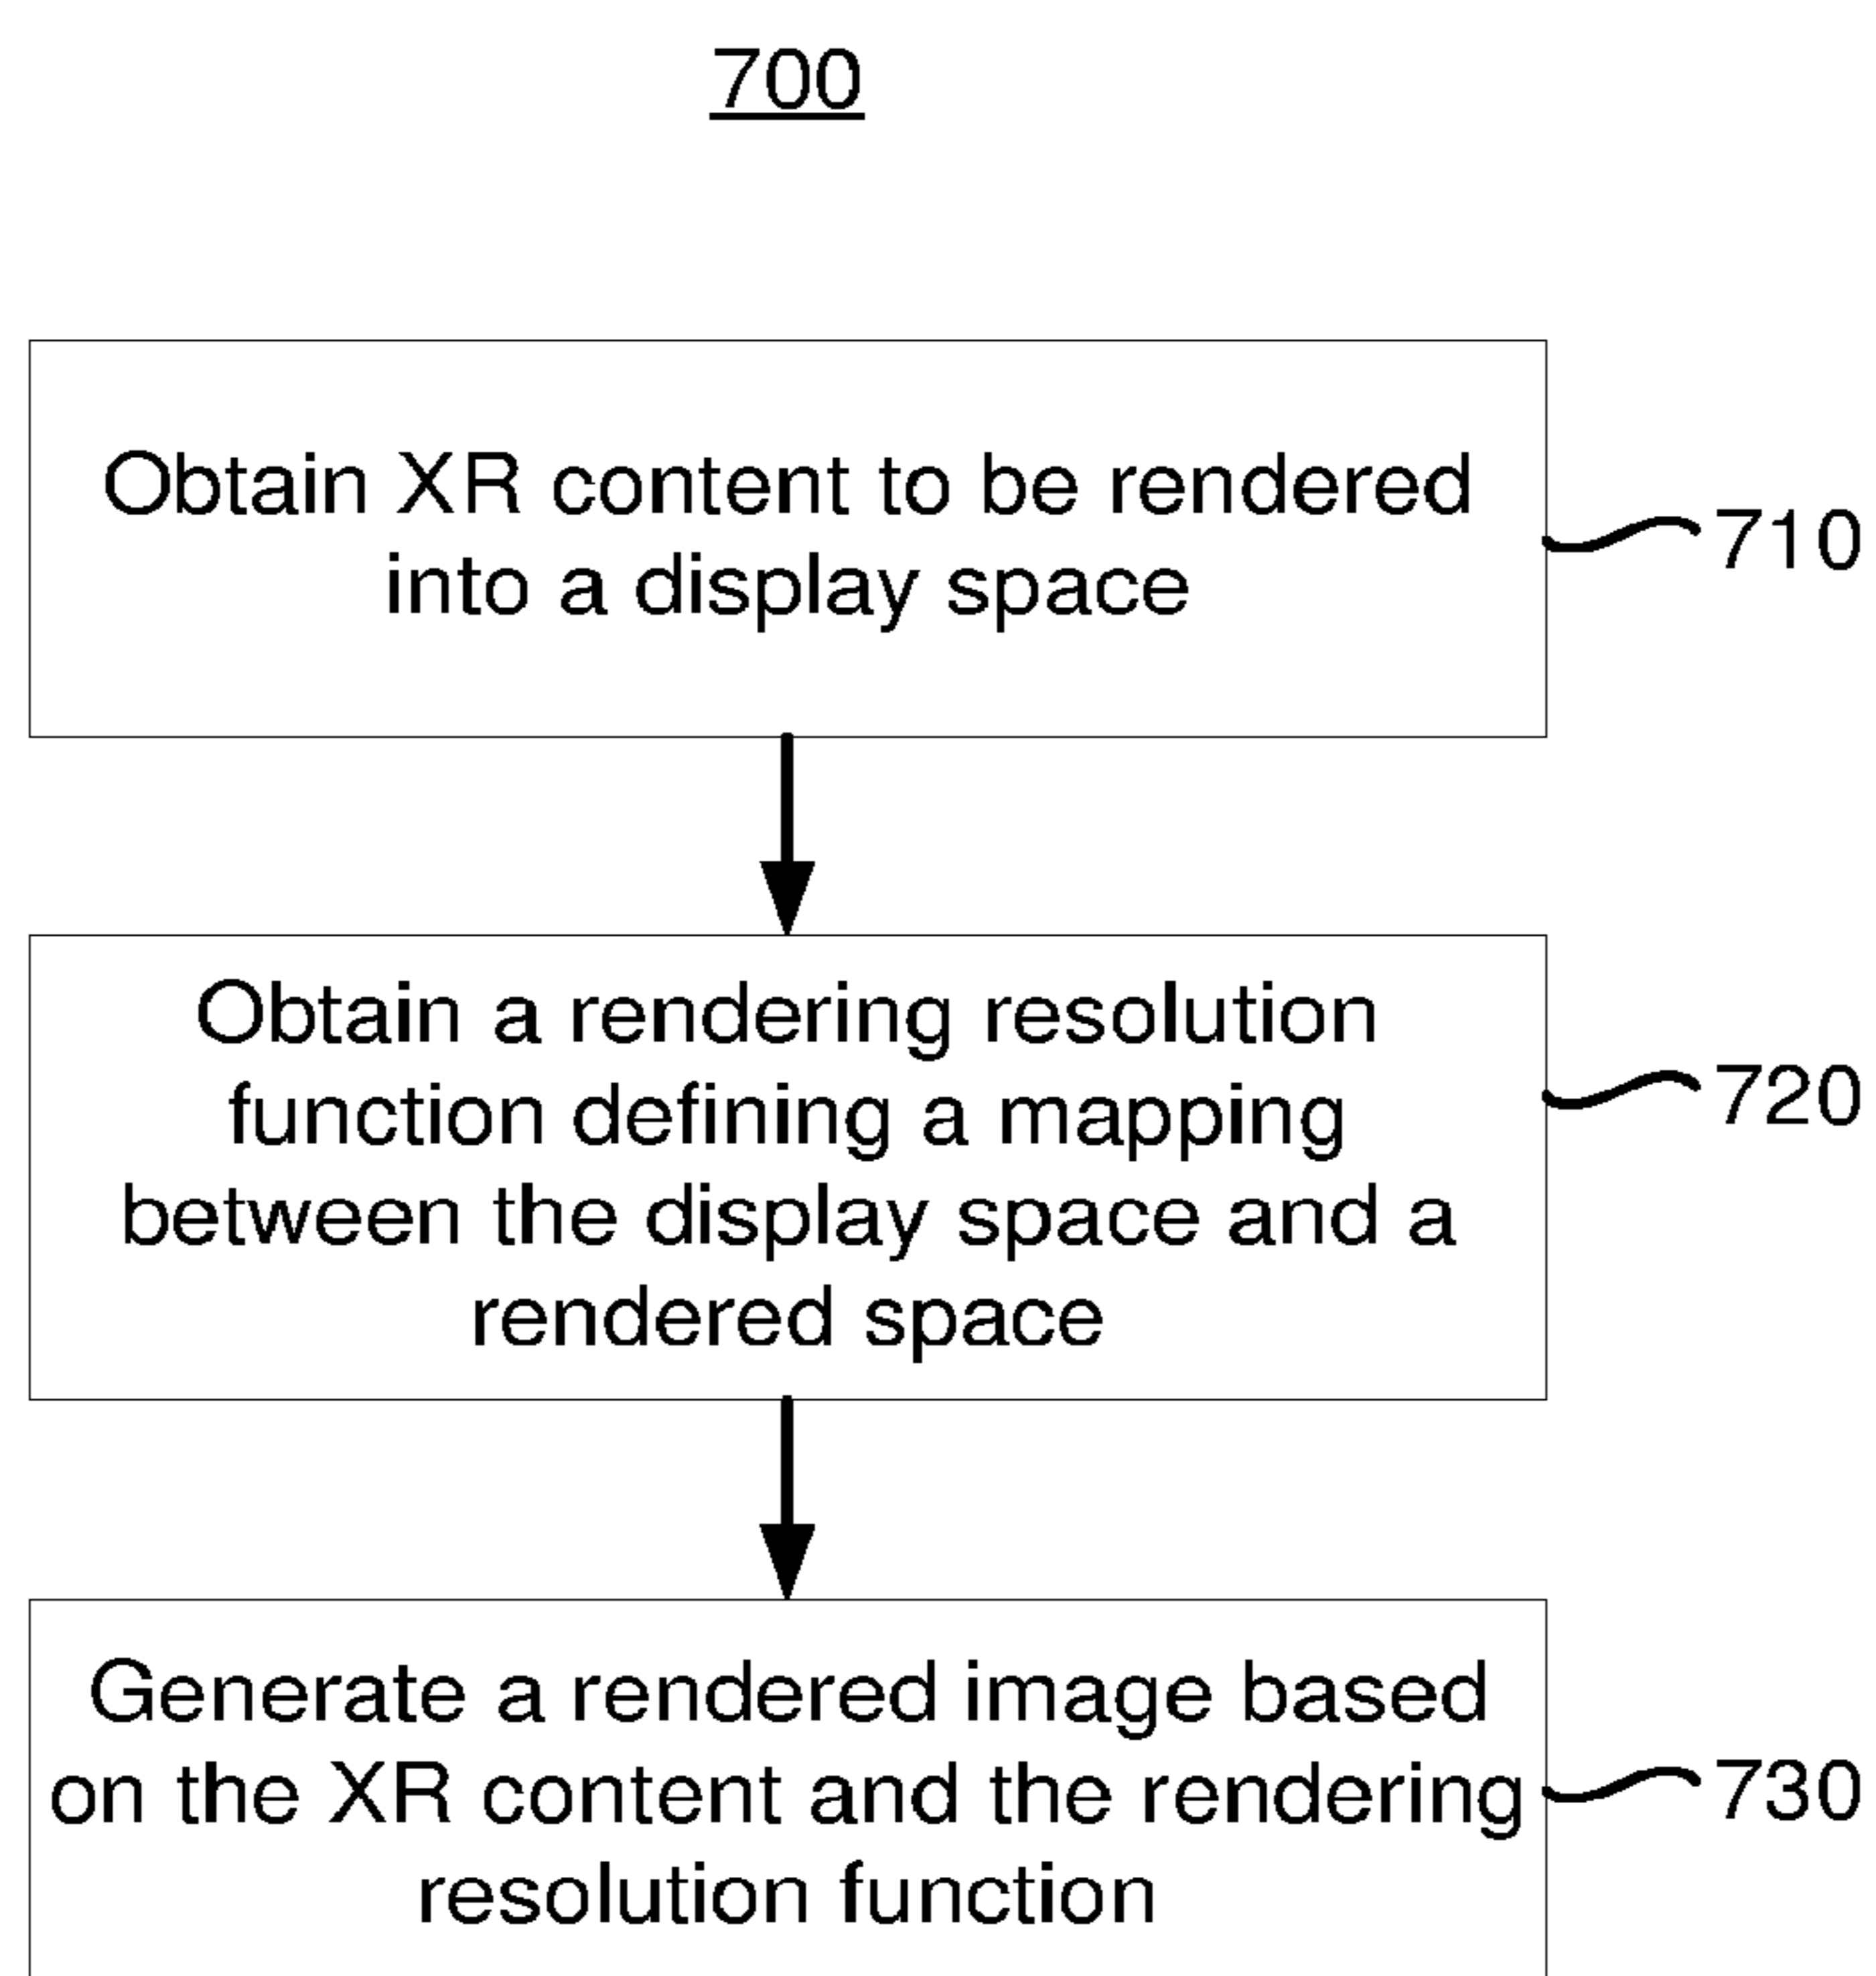 700
Obtain XR content to be rendered
into a display space
710
Obtain a rendering resolution
function defining a mapping
between the display space and a
rendered space
720
Generate a rendered image based
on the XR content and the rendering
resolution function
730